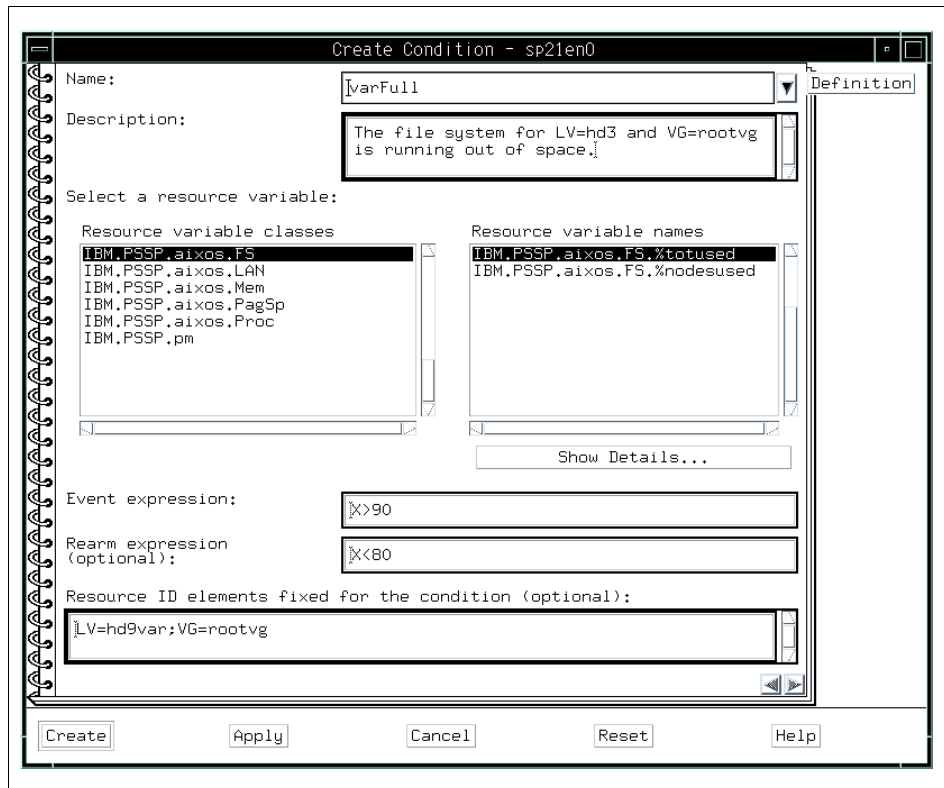 Create Condition - sp21en0
Definition
Name:
varFull
Description:
The file system for LV=hd3 and VG=rootvg
is running out of space.
Select a resource variable:
Resource variable classes
IBM.PSSP.aixos.FS
IBM.PSSP.aixos.LAN
IBM.PSSP.aixos.Mem
IBM.PSSP.aixos.PagSp
IBM.PSSP.aixos.Proc
IBM.PSSP.pm
Resource variable names
IBM.PSSP.aixos.FS.%totused
IBM.PSSP.aixos.FS.%nodesused
Show Details...
Event expression:
X>90
Rearm expression
(optional):
X<80
Resource ID elements fixed for the condition (optional):
LV=hd9var;VG=rootvg
Create
Apply
Cancel
Reset
Help